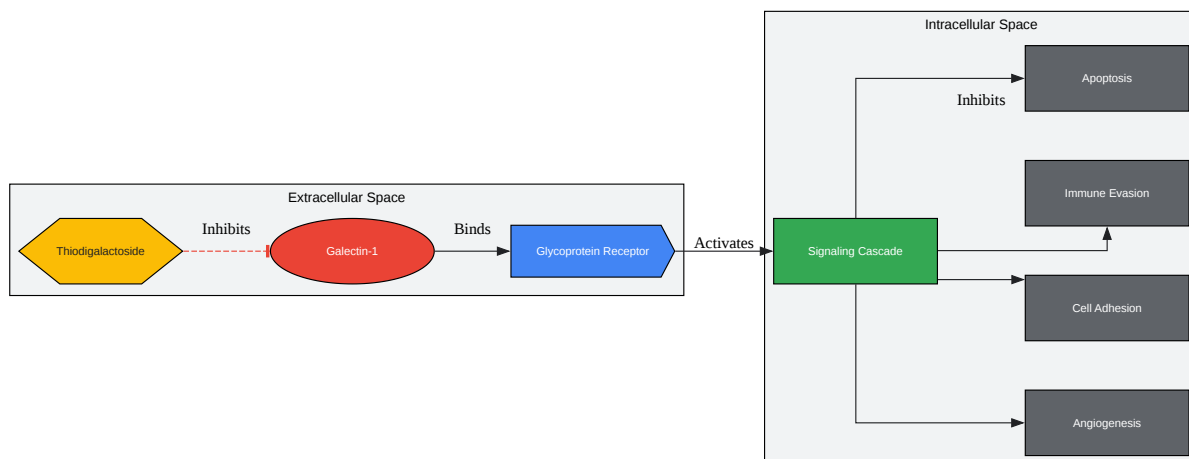 Intracellular Space
Apoptosis
Inhibits
Immune Evasion
Extracellular Space
Thiodigalactoside
Inhibits
Galectin-1
Binds
Glycoprotein Receptor
Activates
Signaling Cascade
Cell Adhesion
Angiogenesis